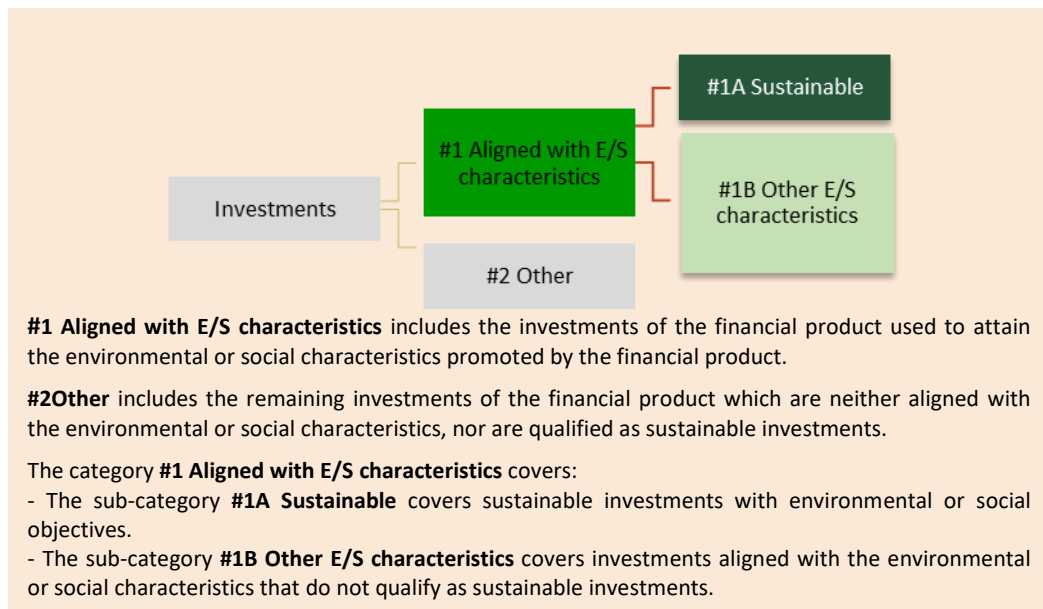 #1A Sustainable
#1 Aligned with E/S
characteristics
#1B Other E/S
characteristics
Investments
#2 Other
#1 Aligned with E/S characteristics includes the investments of the financial product used to attain
the environmental or social characteristics promoted by the financial product.
#2Other includes the remaining investments of the financial product which are neither aligned with
the environmental or social characteristics, nor are qualified as sustainable investments.
The category #1 Aligned with E/S characteristics covers:
- The sub-category #1A Sustainable covers sustainable investments with environmental or social
objectives.
- The sub-category #1B Other E/S characteristics covers investments aligned with the environmental
or social characteristics that do not qualify as sustainable investments.